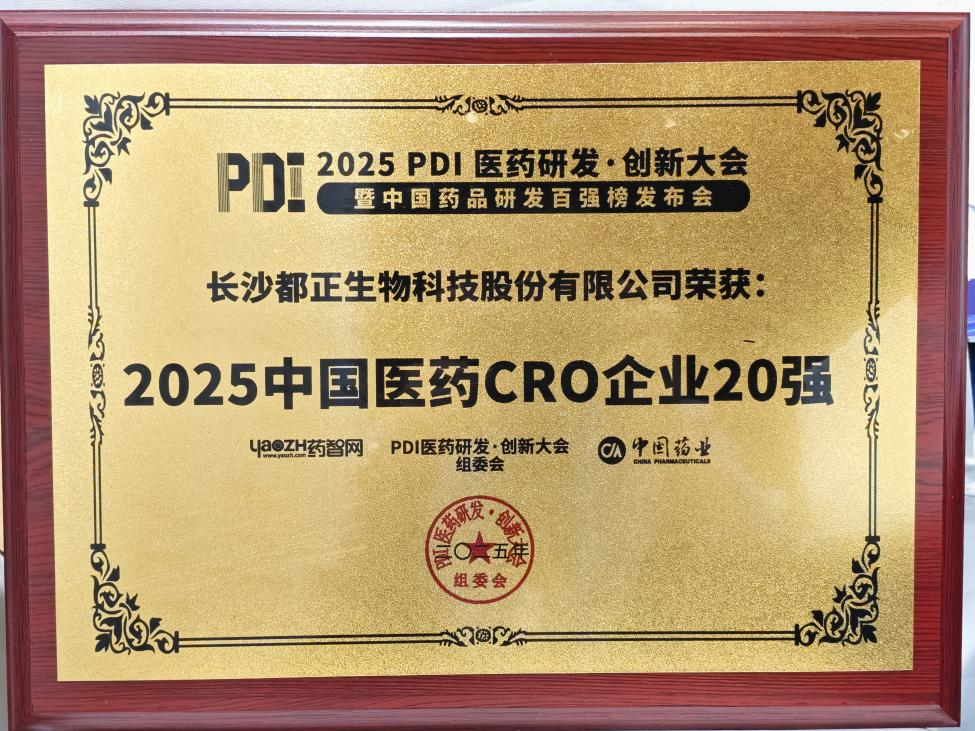 PDI 2025 PDI 医药研发·创新大会
暨中国药品研发百强榜发布会
长沙都正生物科技股份有限公司荣获：
2025中国医药CRO企业20强
yaoZH药智网
www.yaozh.com
PDI医药研发·创新大会
组委会
中国药业
CHINA PHARMACEUTICALS
PDI医药研发·创新大会
二〇二五年
组委会